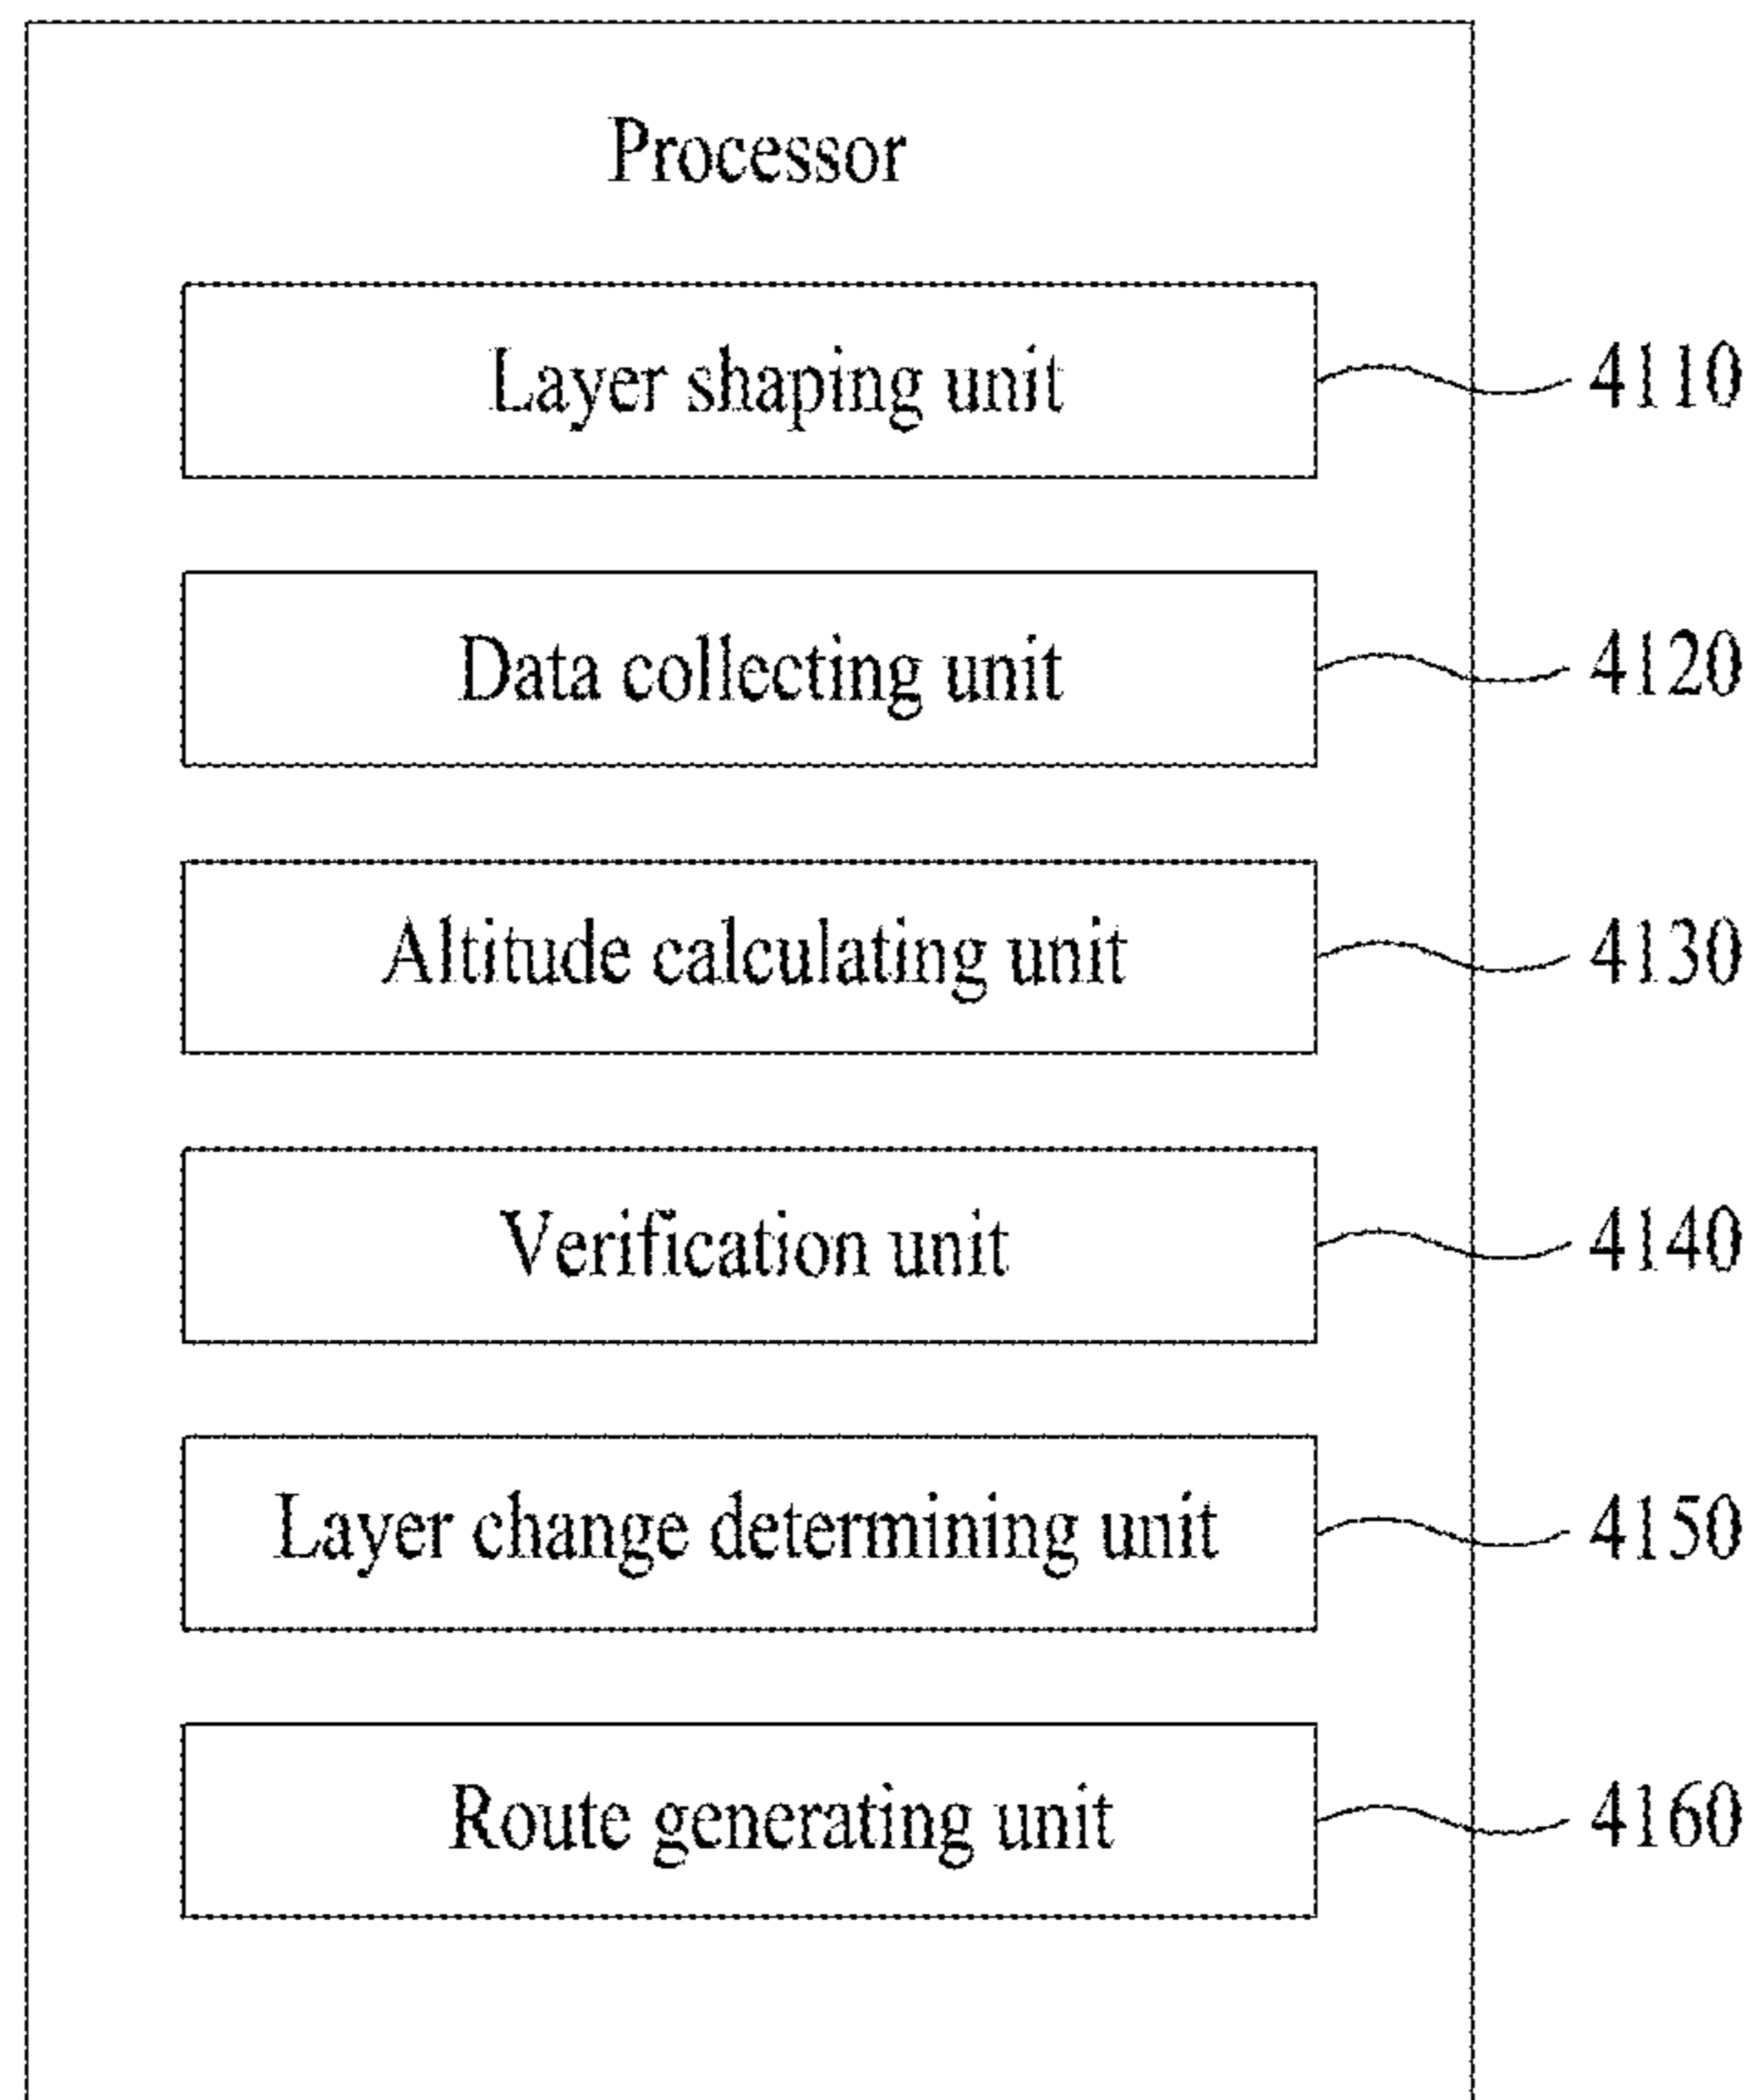 Processor
Layer shaping unit 4110
Data collecting unit 4120
Altitude calculating unit 4130
Verification unit 4140
Layer change determining unit 4150
Route generating unit 4160